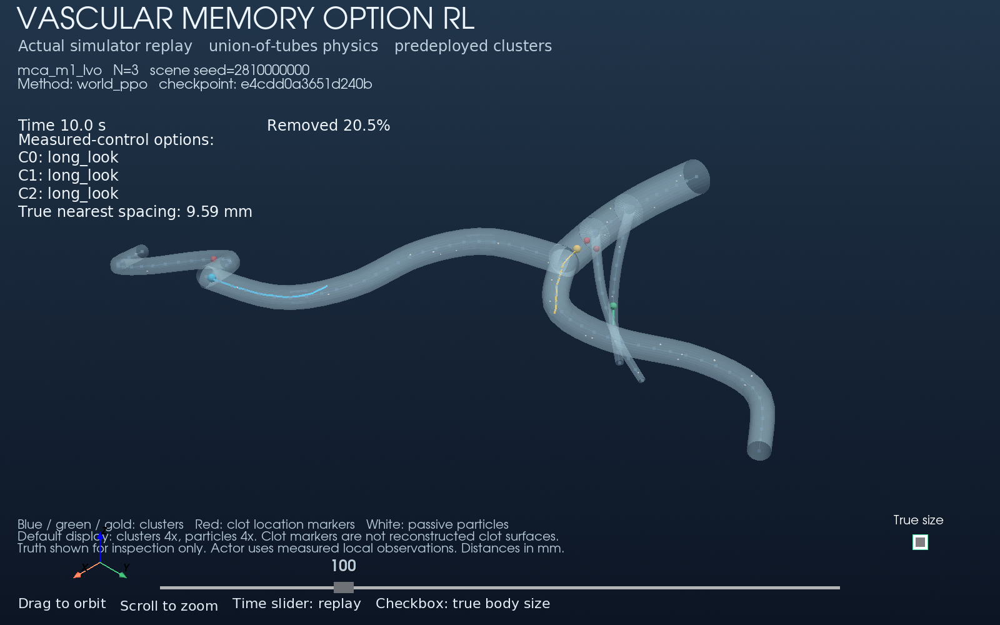 VASCULAR MEMORY OPTION RL
Actual simulator replay   union-of-tubes physics   predeployed clusters
mca_m1_lvo   N=3   scene seed=2810000000
Method: world_ppo   checkpoint: e4cdd0a3651d240b
Time 10.0 s   Removed 20.5%
Measured-control options:
C0: long_look
C1: long_look
C2: long_look
True nearest spacing: 9.59 mm
Blue / green / gold: clusters   Red: clot location markers   White: passive particles
Default display: clusters 4x, particles 4x. Clot markers are not reconstructed clot surfaces.
Truth shown for inspection only. Actor uses measured local observations. Distances in mm.
True size
Z
X
Y
100
Drag to orbit   Scroll to zoom   Time slider: replay   Checkbox: true body size